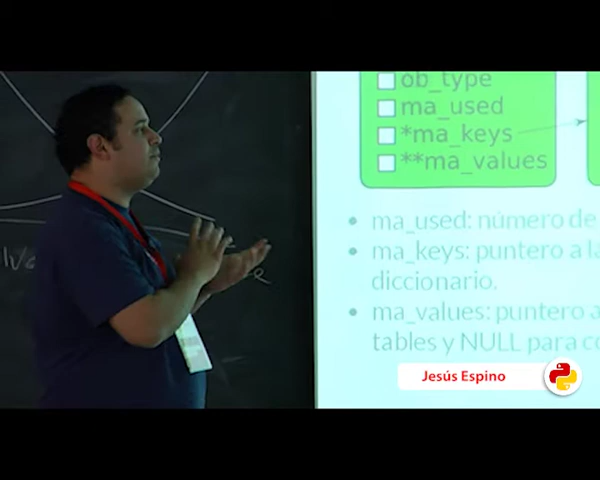 ob_type
ma_used
*ma_keys
**ma_values
ma_used: número de
ma_keys: puntero a la
diccionario.
ma_values: puntero a
tables y NULL para co
Jesús Espino